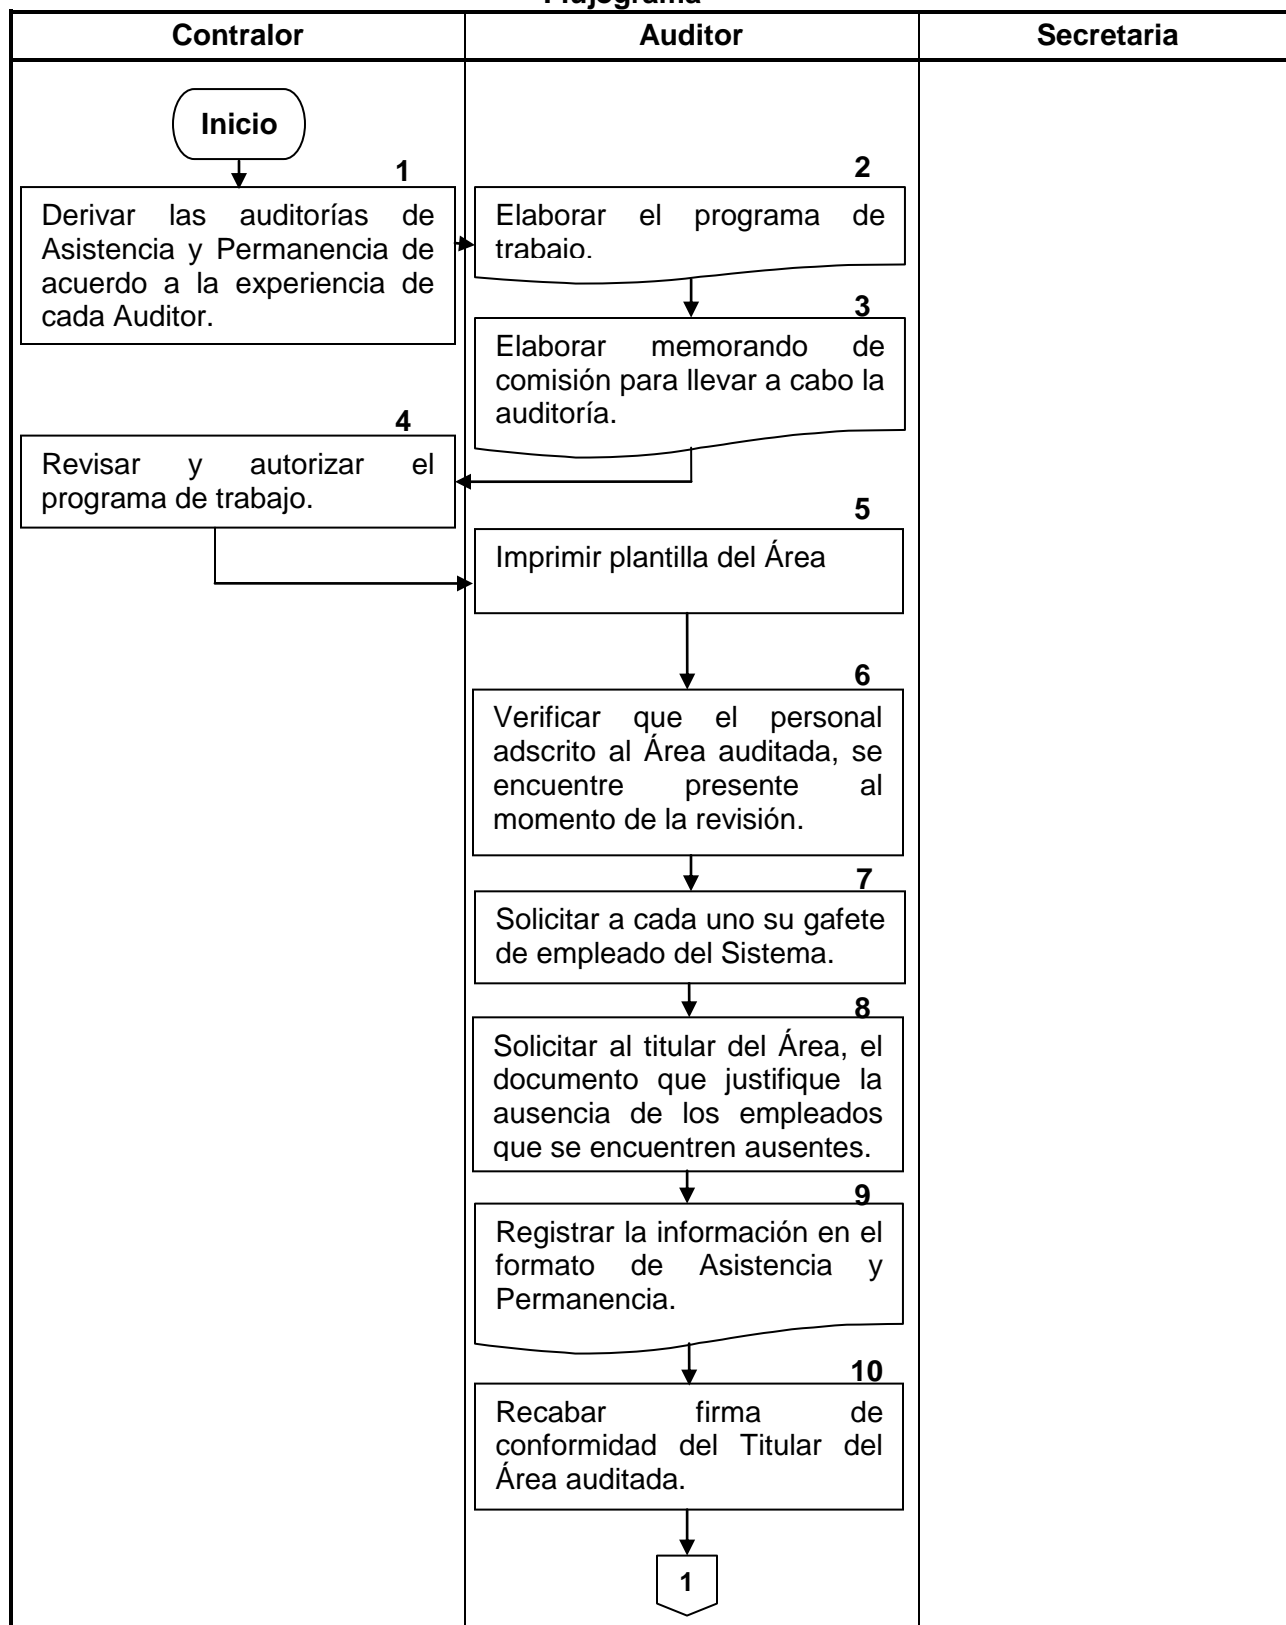 Flujograma
Contralor
Auditor
Secretaria
Inicio
1
Derivar las auditorías de
Asistencia y Permanencia de
acuerdo a la experiencia de
cada Auditor.
2
Elaborar el programa de
trabajo.
3
Elaborar memorando de
comisión para llevar a cabo la
auditoría.
4
Revisar y autorizar el
programa de trabajo.
5
Imprimir plantilla del Área
6
Verificar que el personal
adscrito al Área auditada, se
encuentre presente al
momento de la revisión.
7
Solicitar a cada uno su gafete
de empleado del Sistema.
8
Solicitar al titular del Área, el
documento que justifique la
ausencia de los empleados
que se encuentren ausentes.
9
Registrar la información en el
formato de Asistencia y
Permanencia.
10
Recabar firma de
conformidad del Titular del
Área auditada.
1